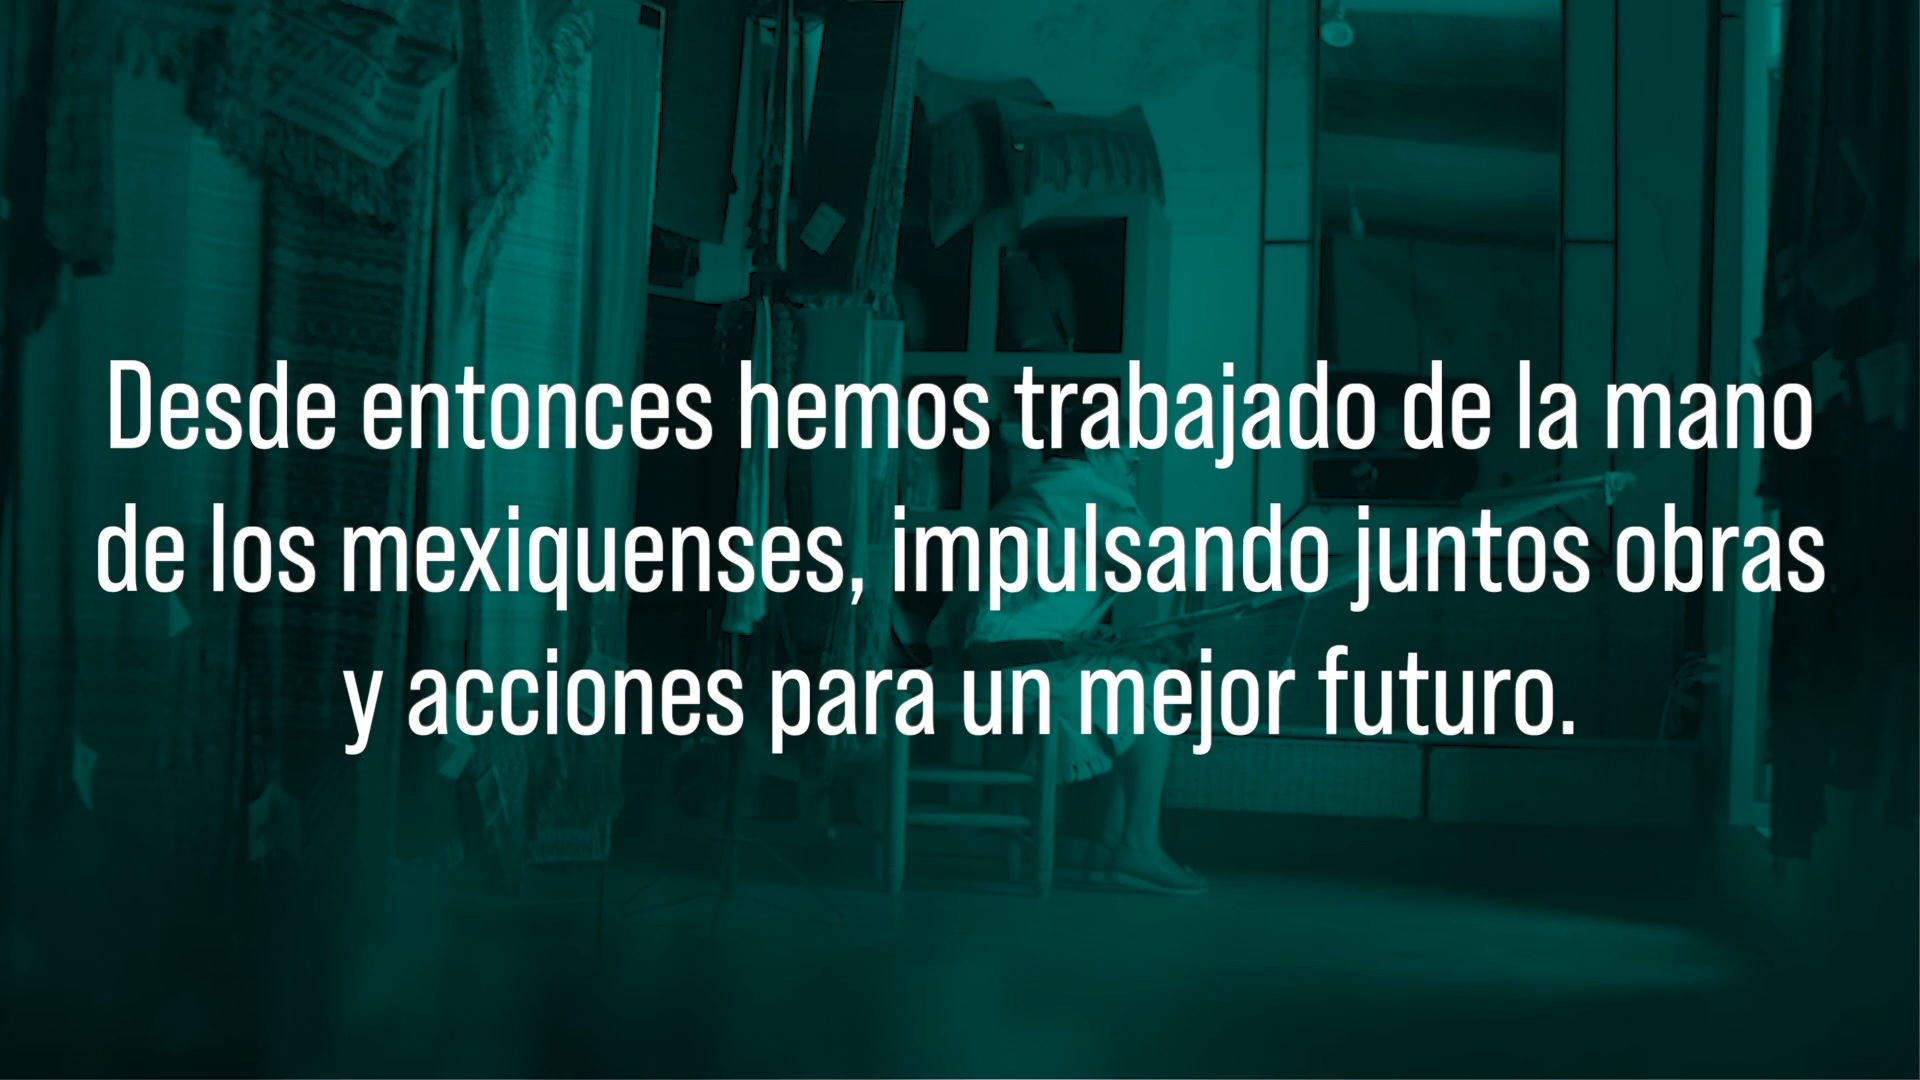 Desde entonces hemos trabajado de la mano
de los mexiquenses, impulsando juntos obras
y acciones para un mejor futuro.